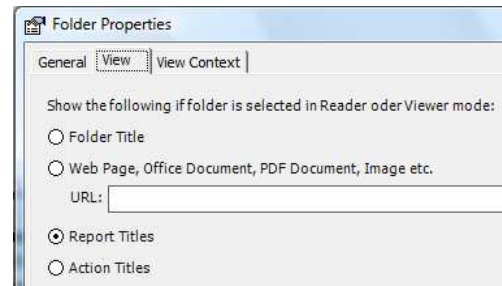 Folder Properties
General View View Context
Show the following if folder is selected in Reader oder Viewer mode:
Folder Title
Web Page, Office Document, PDF Document, Image etc.
URL:
Report Titles
Action Titles